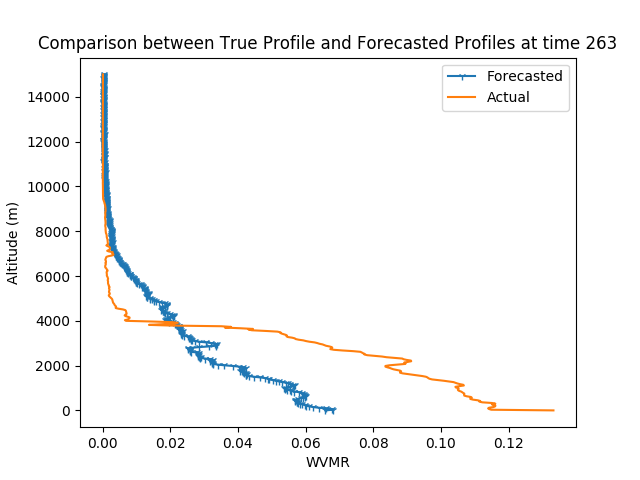 Comparison between True Profile and Forecasted Profiles at time 263
Forecasted
Actual
14000
12000
10000
8000
6000
4000
2000
0
Altitude (m)
0.00 0.02 0.04 0.06 0.08 0.10 0.12
WVMR